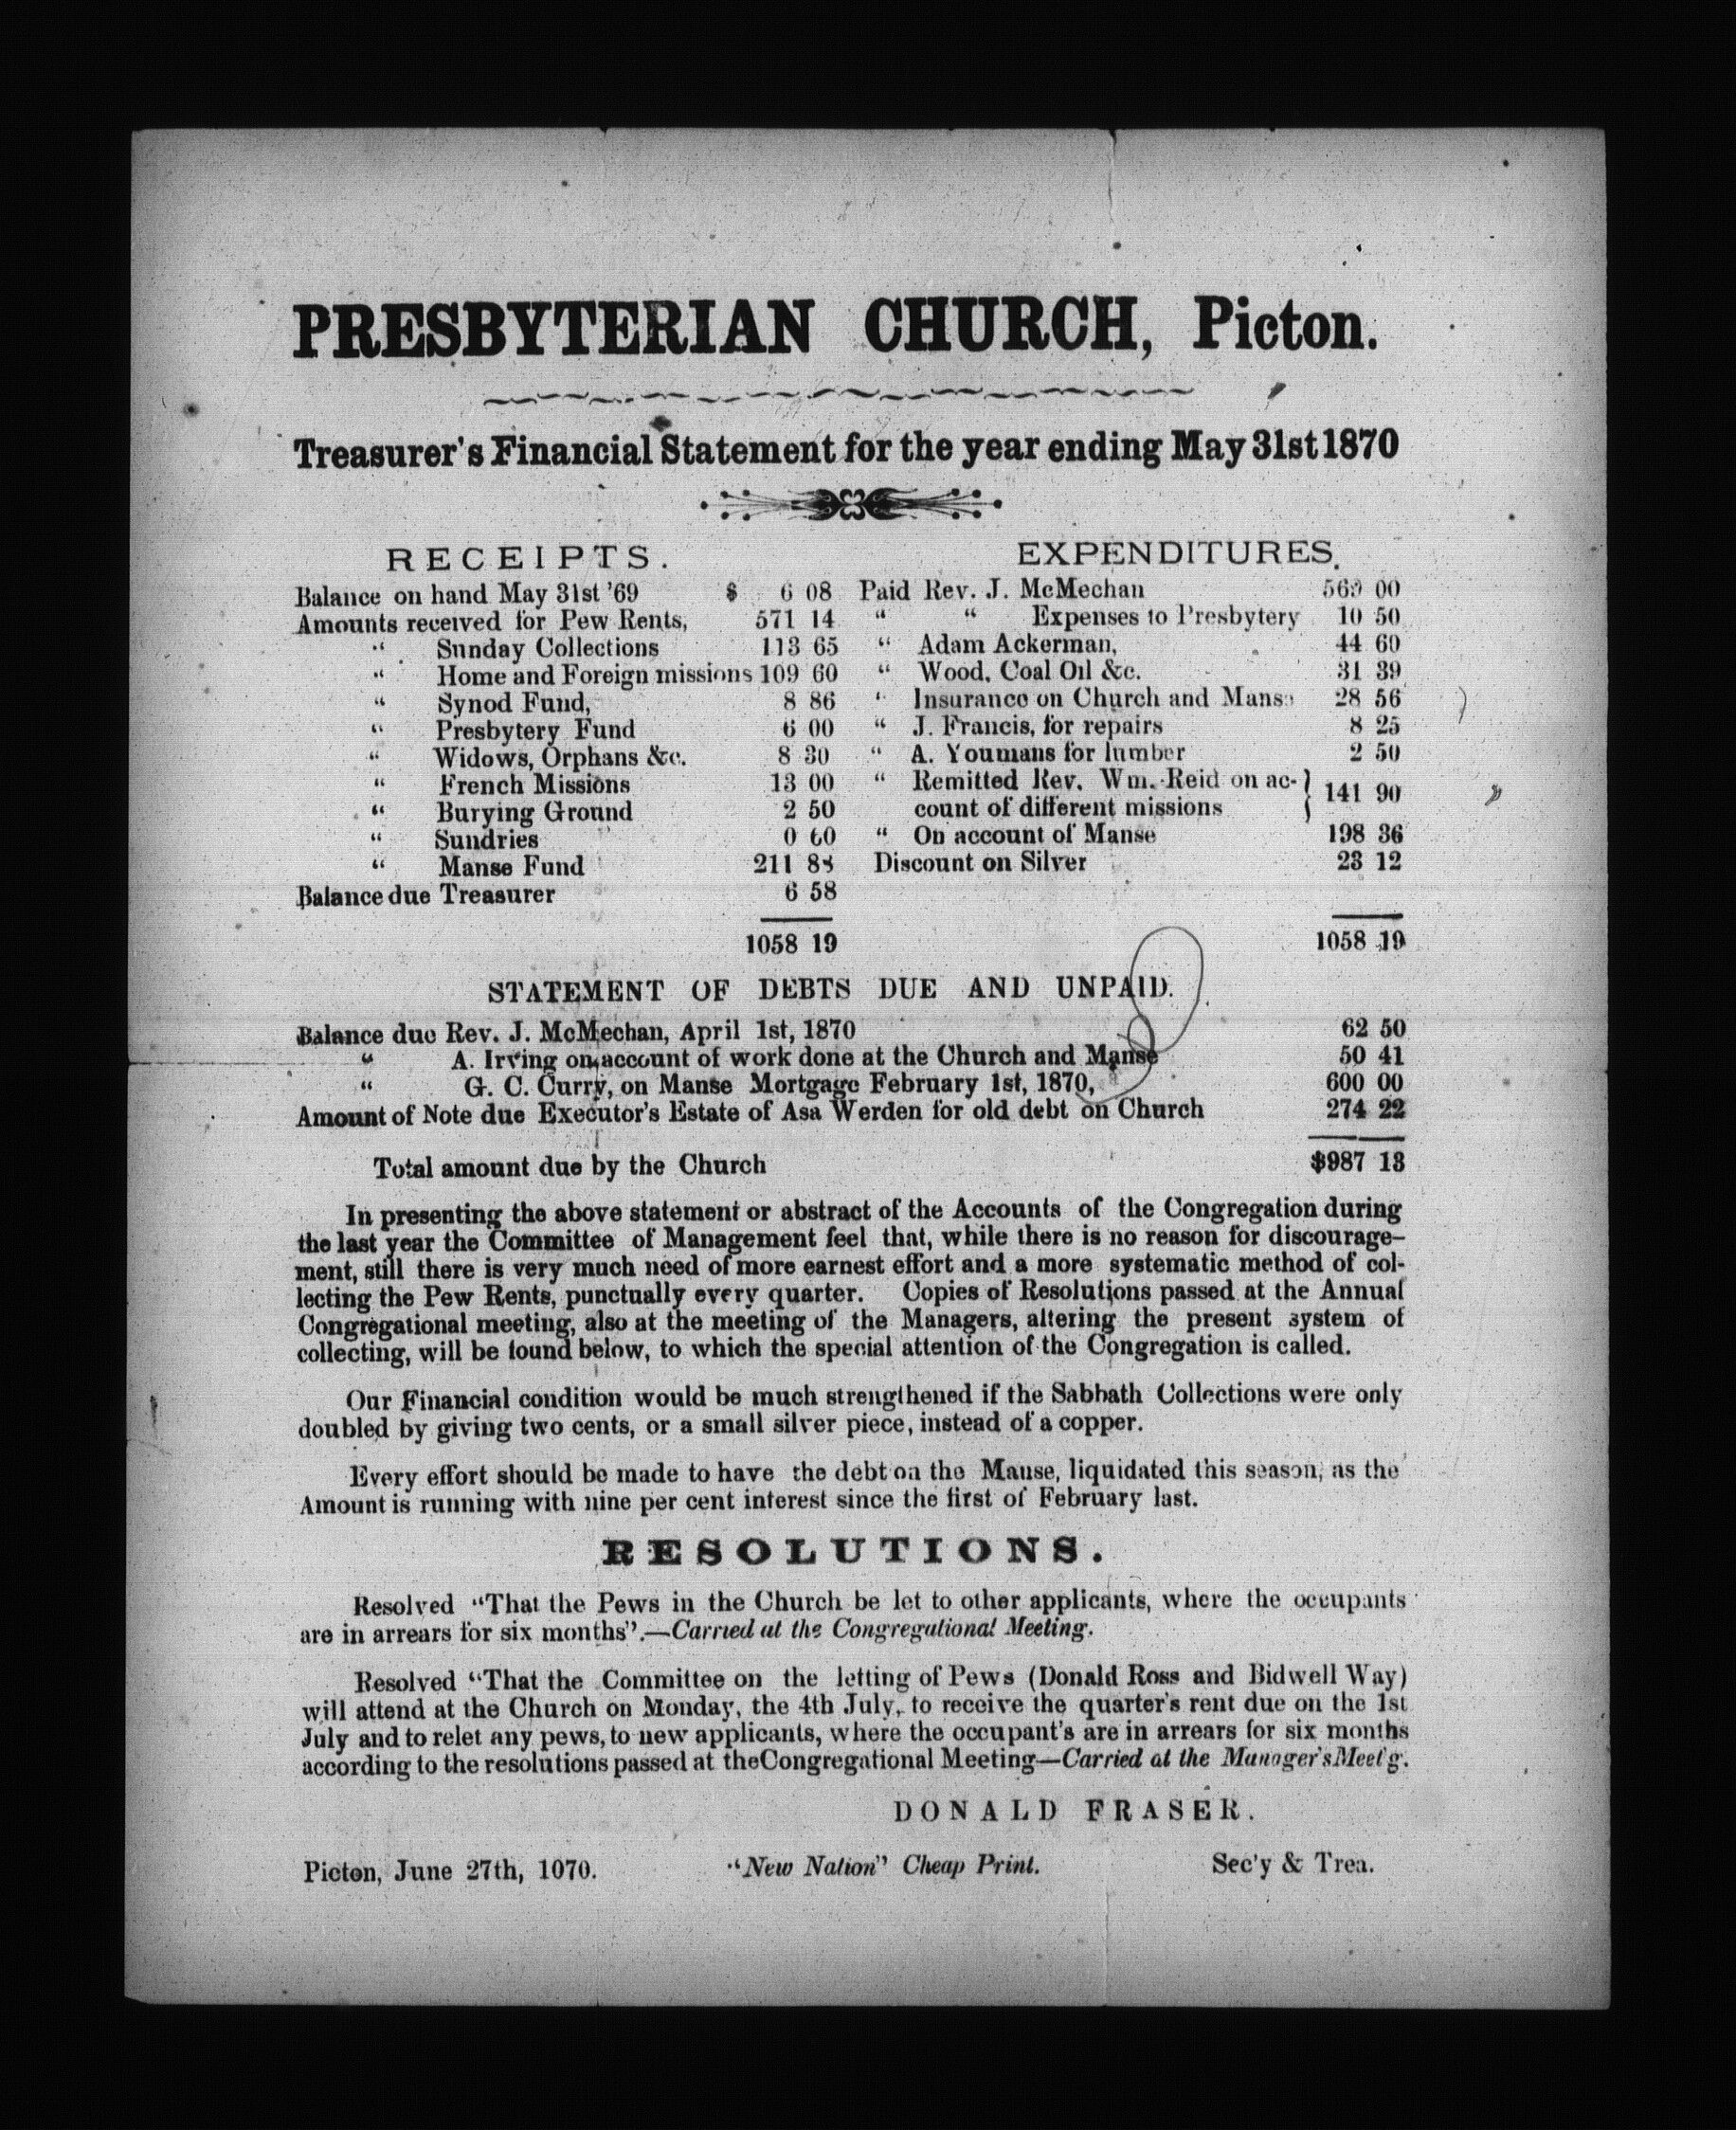 PRESBYTERIAN CHURCH, Picton.
Treasurer's Financial Statement for the year ending May 31st 1870
RECEIPTS.
Balance on hand May 31st '69 $ 6 08
Amounts received for Pew Rents, 571 14
" Sunday Collections 113 65
" Home and Foreign missions 109 60
" Synod Fund, 8 86
" Presbytery Fund 6 00
" Widows, Orphans &c. 8 30
" French Missions 13 00
" Burying Ground 2 50
" Sundries 0 60
" Manse Fund 211 88
Balance due Treasurer 6 58
1058 19
EXPENDITURES.
Paid Rev. J. McMechan 569 00
" " Expenses to Presbytery 10 50
" Adam Ackerman, 44 60
" Wood, Coal Oil &c. 31 39
" Insurance on Church and Manse 28 56
" J. Francis, for repairs 8 25
" A. Youmans for lumber 2 50
" Remitted Rev. Wm. Reid on ac-
count of different missions } 141 90
" On account of Manse 198 36
Discount on Silver 23 12
1058 19
STATEMENT OF DEBTS DUE AND UNPAID.
Balance due Rev. J. McMechan, April 1st, 1870 62 50
" A. Irving on account of work done at the Church and Manse 50 41
" G. C. Curry, on Manse Mortgage February 1st, 1870, 600 00
Amount of Note due Executor's Estate of Asa Werden for old debt on Church 274 22
Total amount due by the Church $987 13
In presenting the above statement or abstract of the Accounts of the Congregation during
the last year the Committee of Management feel that, while there is no reason for discourage-
ment, still there is very much need of more earnest effort and a more systematic method of col-
lecting the Pew Rents, punctually every quarter. Copies of Resolutions passed at the Annual
Congregational meeting, also at the meeting of the Managers, altering the present system of
collecting, will be found below, to which the special attention of the Congregation is called.
Our Financial condition would be much strengthened if the Sabbath Collections were only
doubled by giving two cents, or a small silver piece, instead of a copper.
Every effort should be made to have the debt on the Manse, liquidated this season, as the
Amount is running with nine per cent interest since the first of February last.
RESOLUTIONS.
Resolved "That the Pews in the Church be let to other applicants, where the occupants
are in arrears for six months".—Carried at the Congregational Meeting.
Resolved "That the Committee on the letting of Pews (Donald Ross and Bidwell Way)
will attend at the Church on Monday, the 4th July, to receive the quarter's rent due on the 1st
July and to relet any pews, to new applicants, where the occupant's are in arrears for six months
according to the resolutions passed at theCongregational Meeting—Carried at the Manager's Meet'g.
DONALD FRASER.
Picton, June 27th, 1070. "New Nation" Cheap Print. Sec'y & Trea.